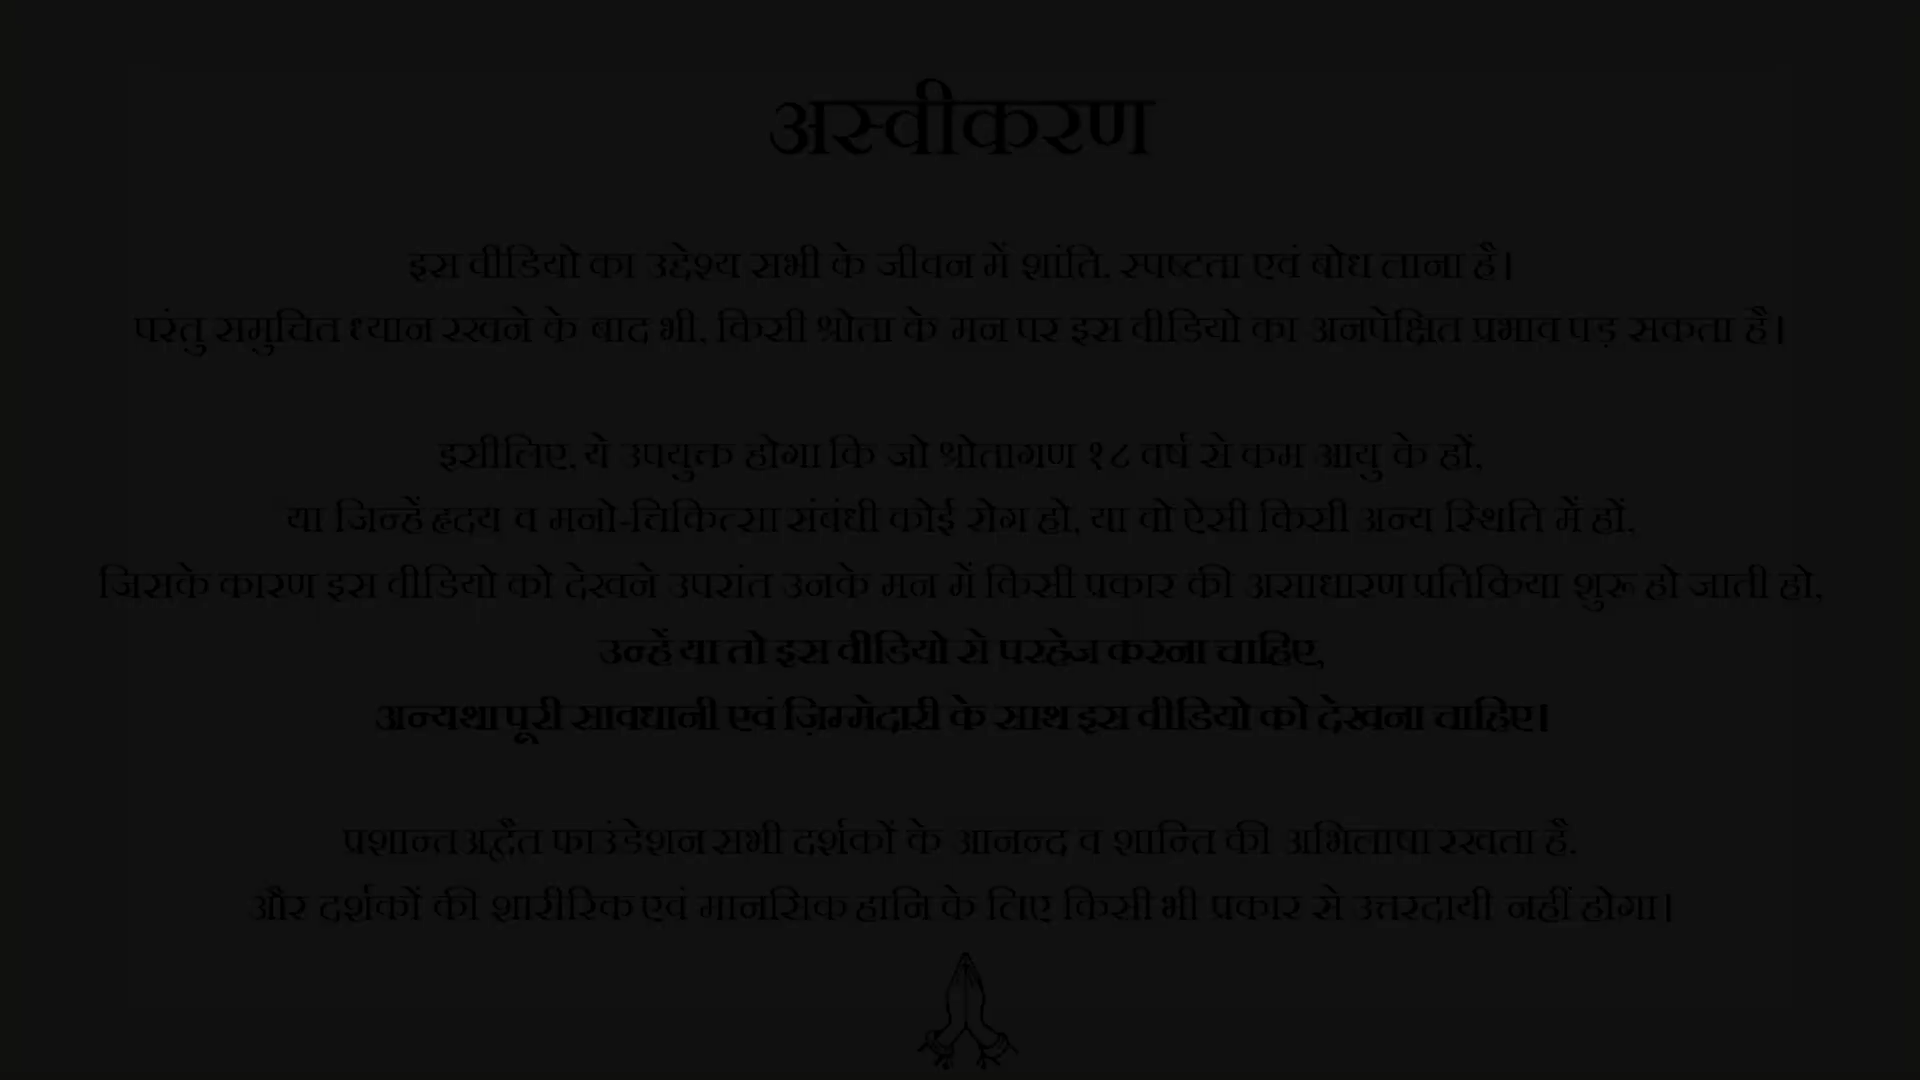 अस्वीकरण
इस वीडियो का उद्देश्य सभी के जीवन में शांति, स्पष्टता एवं बोध लाना है।
परंतु समुचित ध्यान रखने के बाद भी, किसी श्रोता के मन पर इस वीडियो का अनपेक्षित प्रभाव पड़ सकता है।
इसीलिए, ये उपयुक्त होगा कि जो श्रोतागण १८ वर्ष से कम आयु के हों,
या जिन्हें हृदय व मनो-चिकित्सा संबंधी कोई रोग हो, या वो ऐसी किसी अन्य स्थिति में हों,
जिसके कारण इस वीडियो को देखने उपरांत उनके मन में किसी प्रकार की असाधारण प्रतिक्रिया शुरू हो जाती हो,
उन्हें या तो इस वीडियो से परहेज करना चाहिए,
अन्यथा पूरी सावधानी एवं ज़िम्मेदारी के साथ इस वीडियो को देखना चाहिए।
प्रशान्त अद्वैत फाउंडेशन सभी दर्शकों के आनन्द व शान्ति की अभिलाषा रखता है,
और दर्शकों की शारीरिक एवं मानसिक हानि के लिए किसी भी प्रकार से उत्तरदायी नहीं होगा।